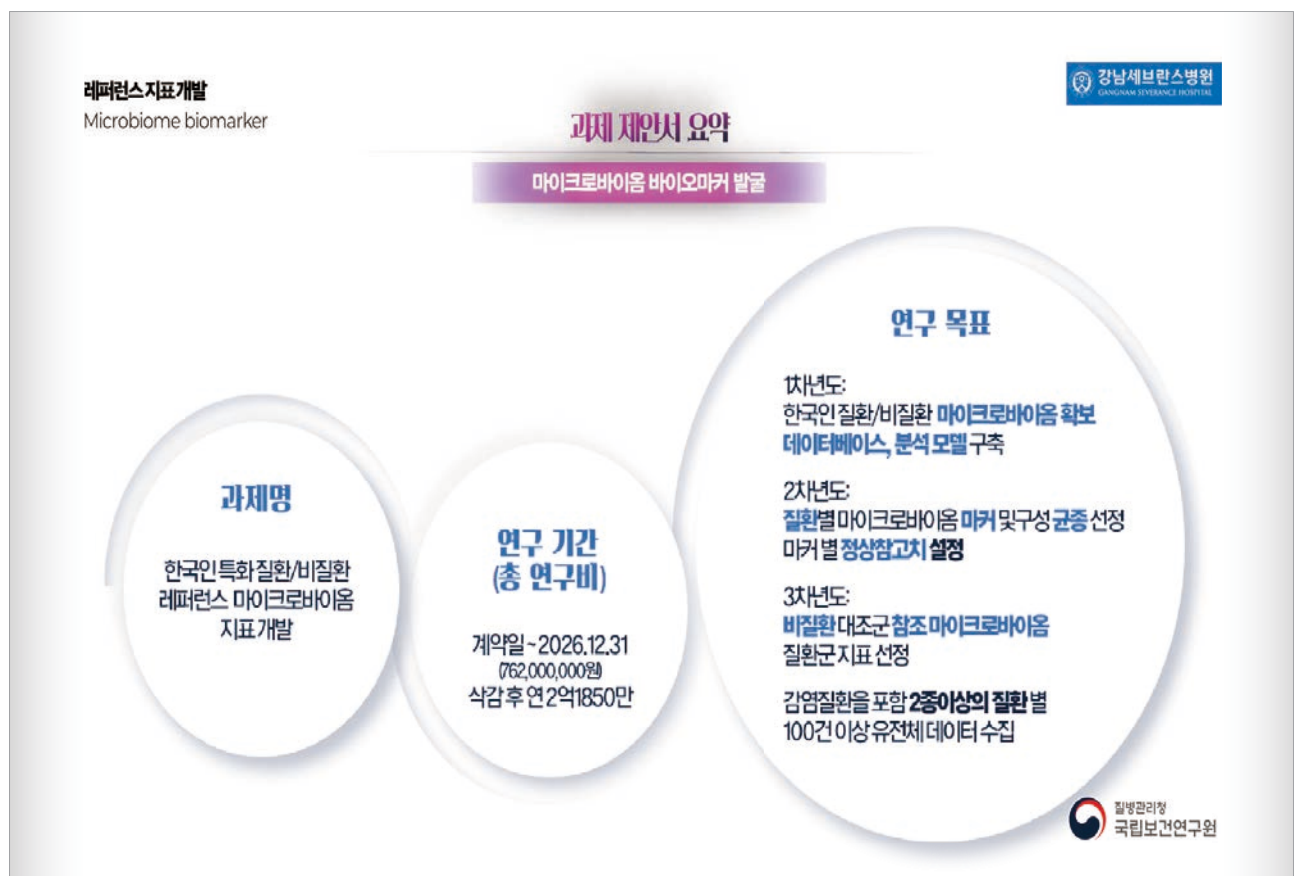 레퍼런스 지표 개발
Microbiome biomarker
강남세브란스병원
GANGNAM SEVERANCE HOSPITAL
과제 제안서 요약
마이크로바이옴 바이오마커 발굴
과제명
한국인 특화 질환/비질환
레퍼런스 마이크로바이옴
지표 개발
연구 기간
(총 연구비)
계약일 ~ 2026.12.31
(762,000,000원)
삭감 후 연 2억1850만
연구 목표
1차년도:
한국인 질환/비질환 마이크로바이옴 확보
데이터베이스, 분석 모델 구축
2차년도:
질환별 마이크로바이옴 마커 및 구성 균종 선정
마커 별 정상참고치 설정
3차년도:
비질환 대조군 참조 마이크로바이옴
질환군 지표 선정
감염질환을 포함 2종이상의 질환 별
100건 이상 유전체 데이터 수집
질병관리청
국립보건연구원